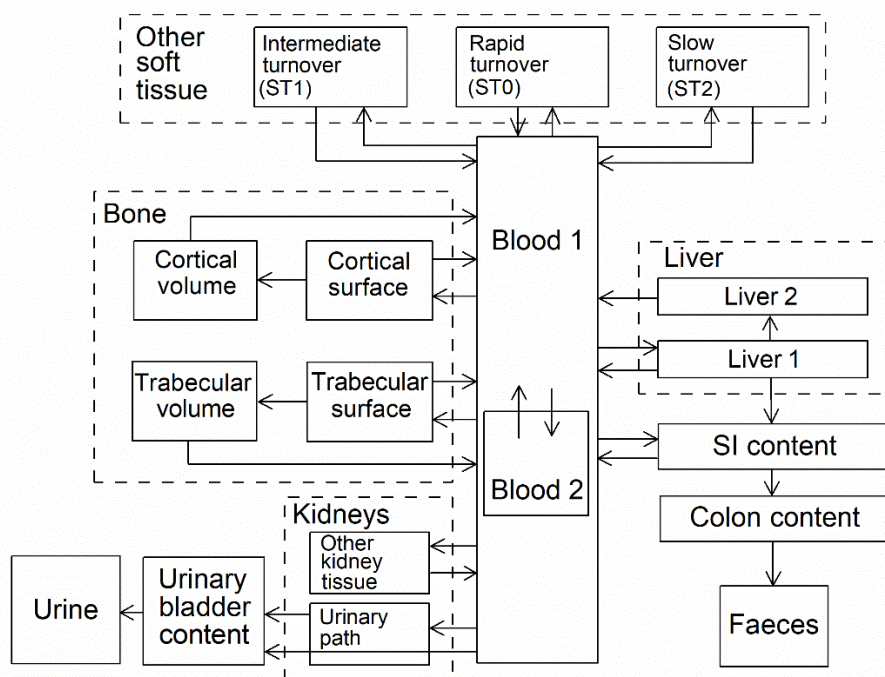 Other
soft
tissue
Intermediate
turnover
(ST1)
Rapid
turnover
(ST0)
Slow
turnover
(ST2)
Bone
Cortical
volume
Cortical
surface
Trabecular
volume
Trabecular
surface
Blood 1
Blood 2
Liver
Liver 2
Liver 1
SI content
Colon content
Faeces
Kidneys
Other
kidney
tissue
Urinary
path
Urinary
bladder
content
Urine